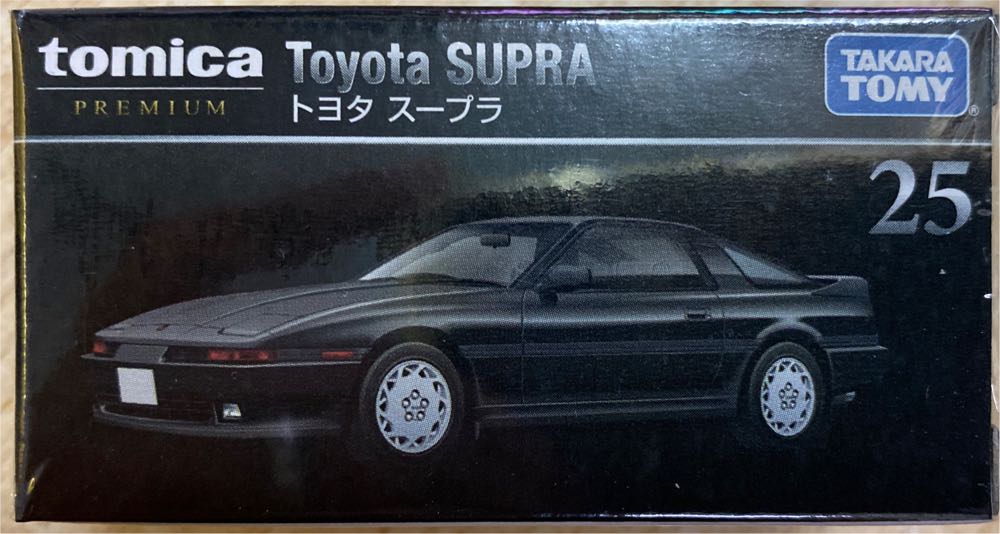 tomica
PREMIUM
Toyota SUPRA
トヨタ スープラ
TAKARA
TOMY®
25